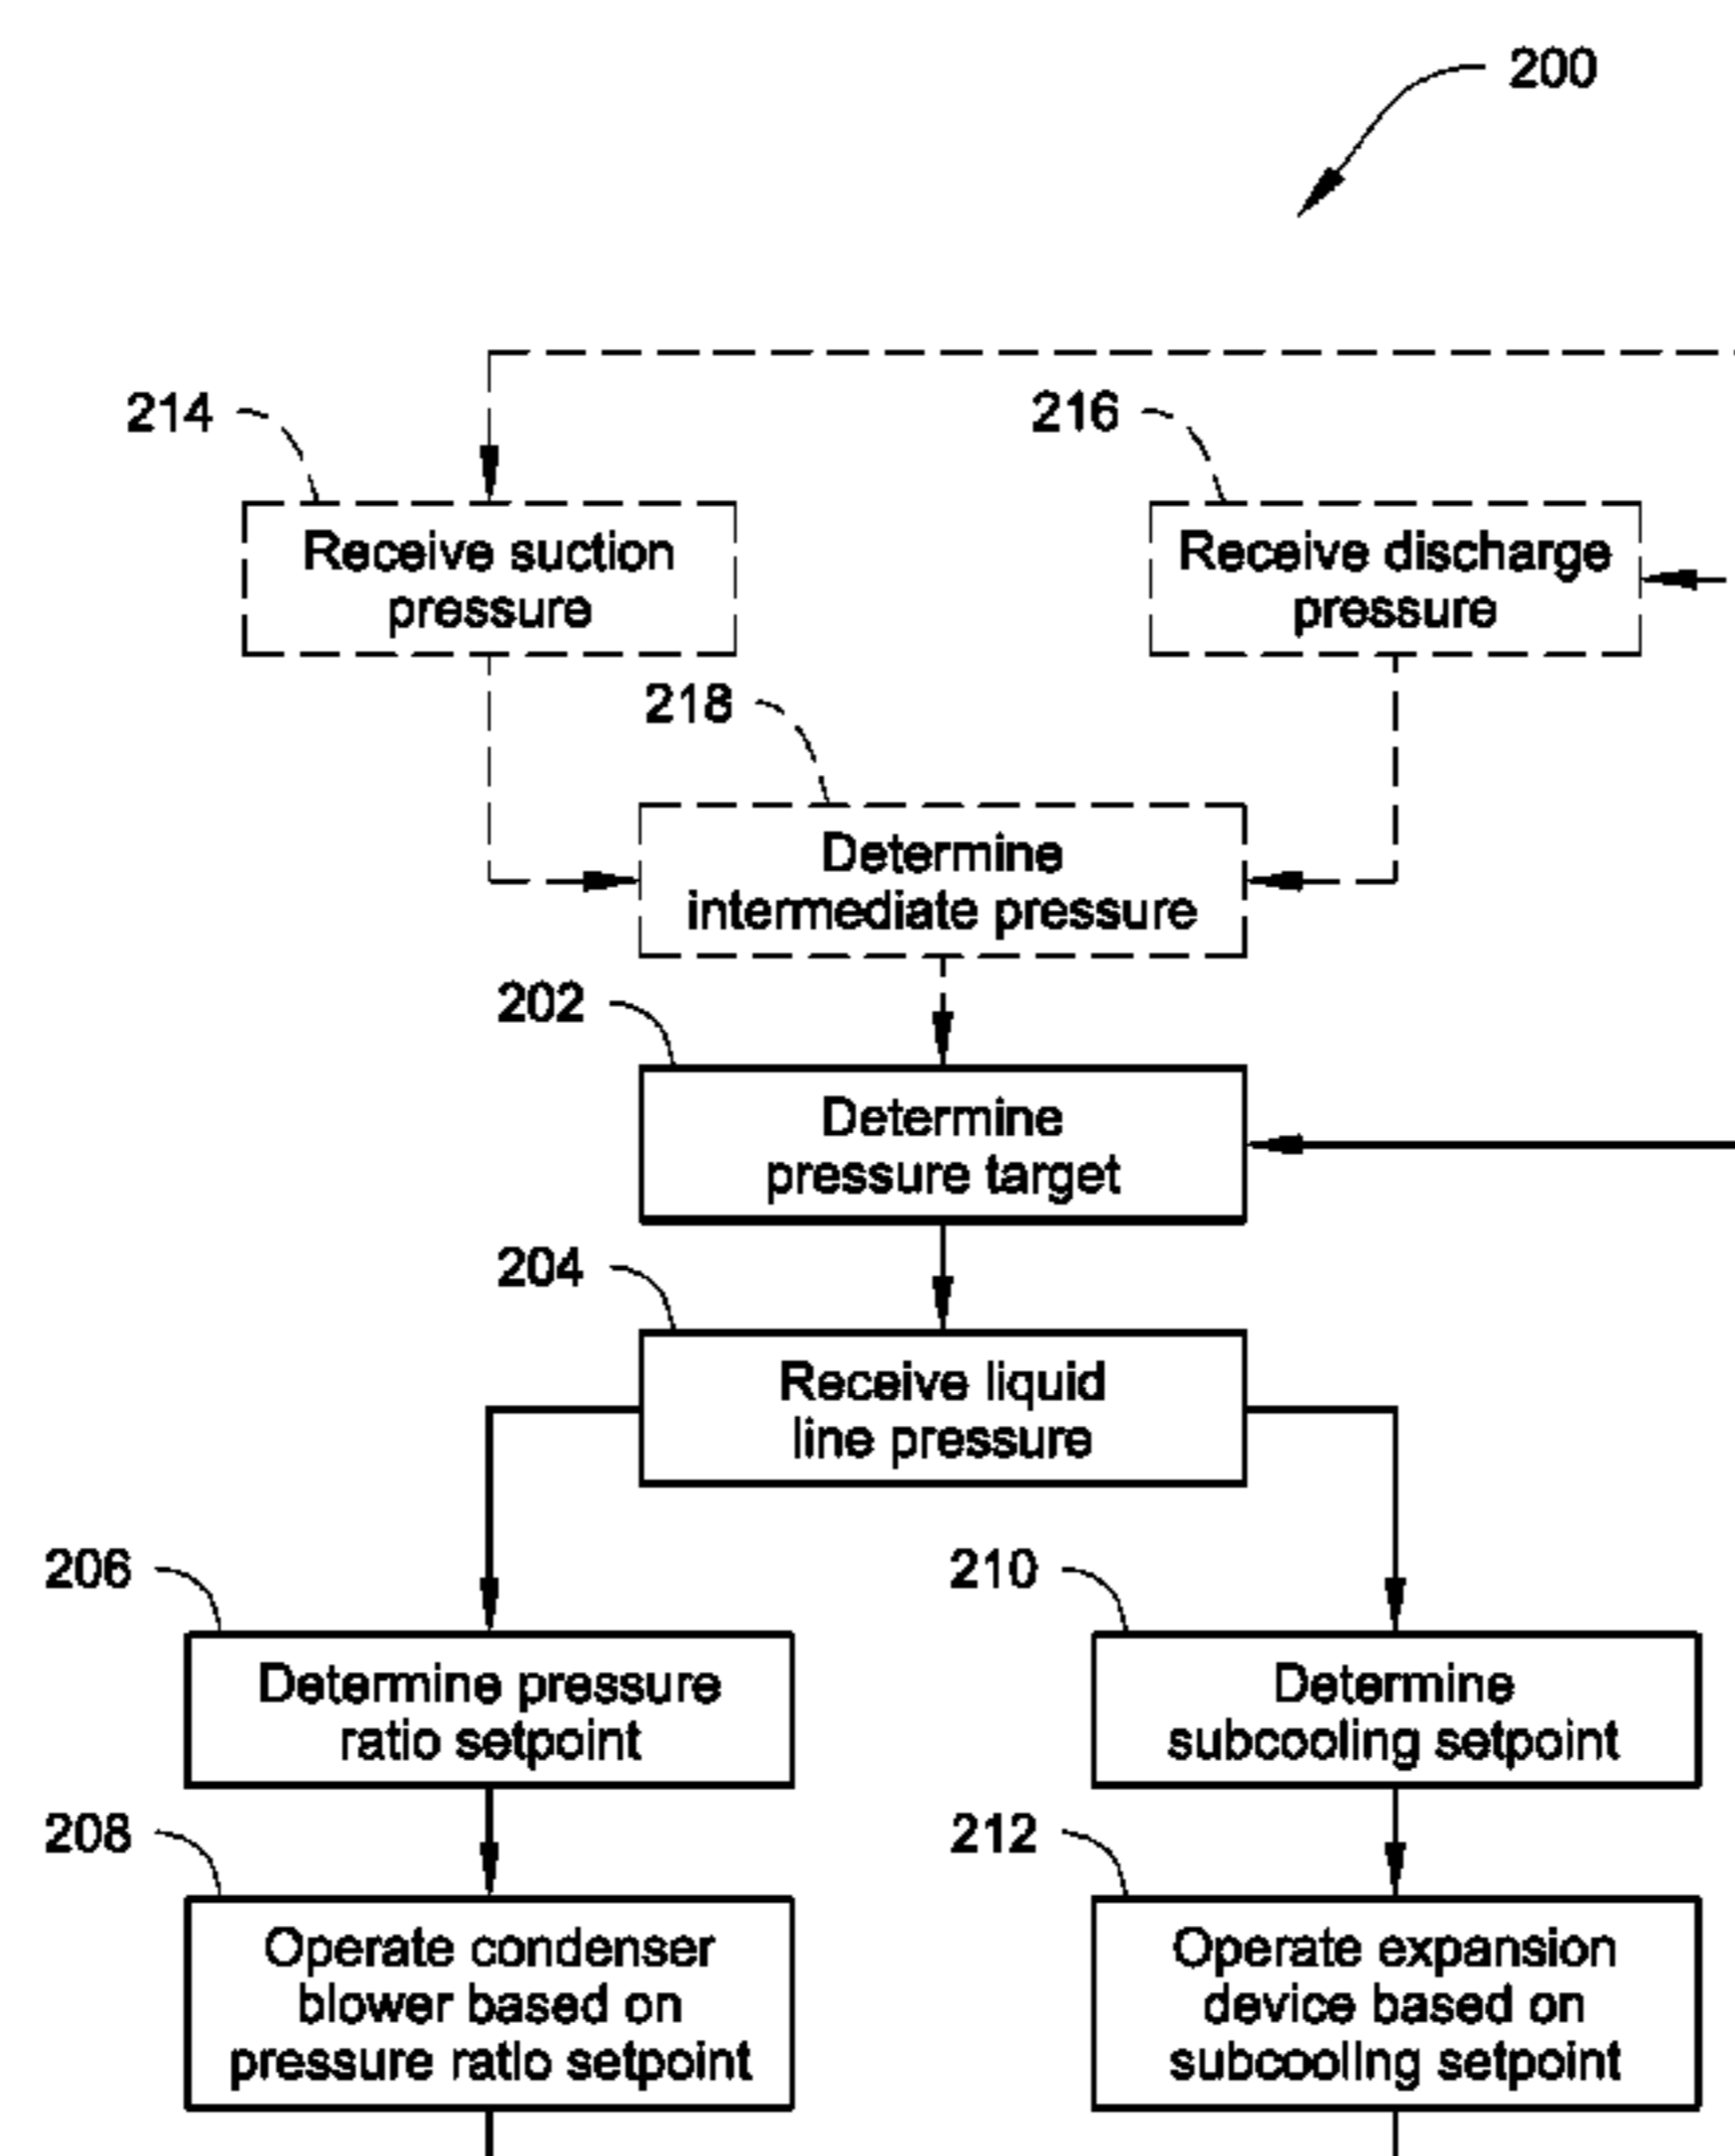 200
214
216
Receive suction
pressure
Receive discharge
pressure
218
Determine
intermediate pressure
202
Determine
pressure target
204
Receive liquid
line pressure
206
210
Determine pressure
ratio setpoint
Determine
subcooling setpoint
208
212
Operate condenser
blower based on
pressure ratio setpoint
Operate expansion
device based on
subcooling setpoint